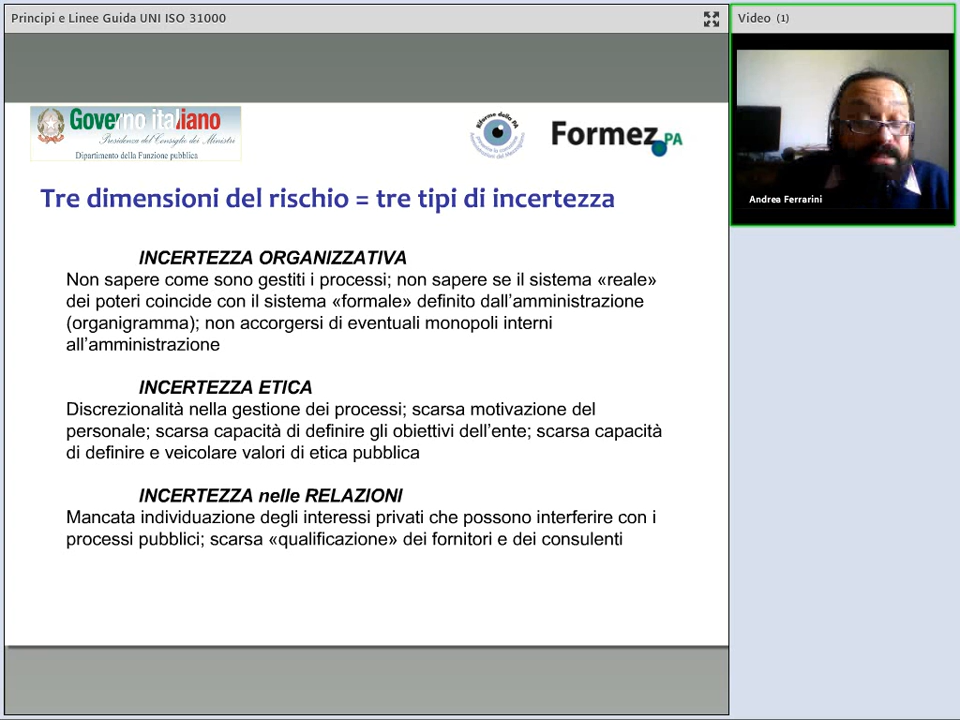 Principi e Linee Guida UNI ISO 31000
Video (1)
Governo italiano
Presidenza del Consiglio dei Ministri
Dipartimento della Funzione pubblica
Formez PA
Andrea Ferrarini
Tre dimensioni del rischio = tre tipi di incertezza
INCERTEZZA ORGANIZZATIVA
Non sapere come sono gestiti i processi; non sapere se il sistema «reale»
dei poteri coincide con il sistema «formale» definito dall’amministrazione
(organigramma); non accorgersi di eventuali monopoli interni
all’amministrazione
INCERTEZZA ETICA
Discrezionalità nella gestione dei processi; scarsa motivazione del
personale; scarsa capacità di definire gli obiettivi dell’ente; scarsa capacità
di definire e veicolare valori di etica pubblica
INCERTEZZA nelle RELAZIONI
Mancata individuazione degli interessi privati che possono interferire con i
processi pubblici; scarsa «qualificazione» dei fornitori e dei consulenti